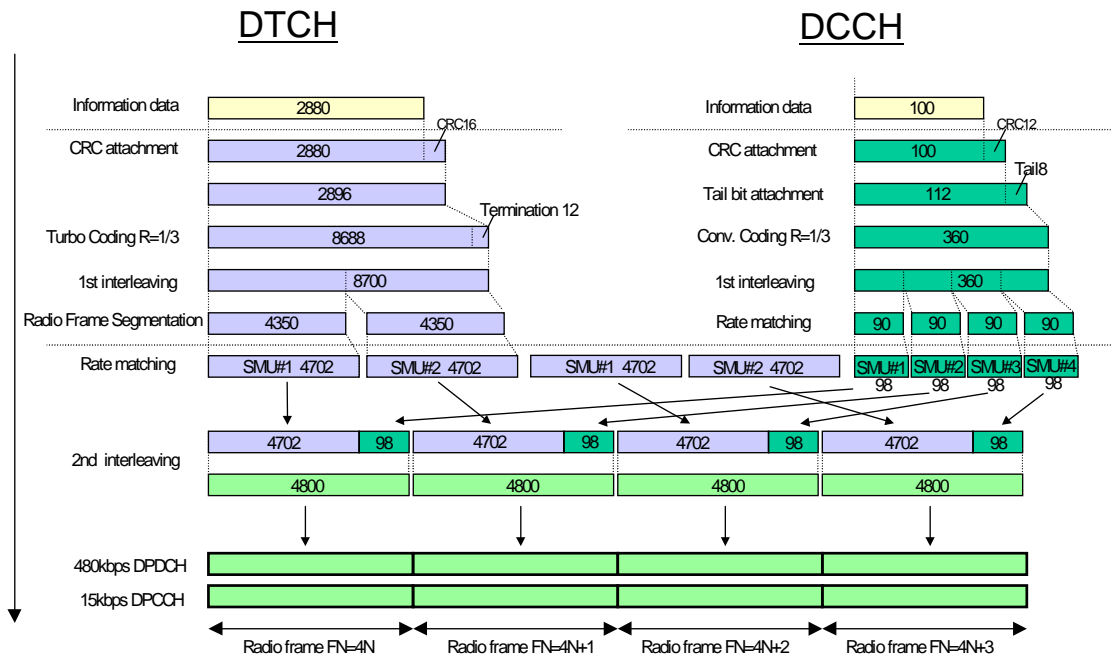 DTCH
DCCH
Information data
2880
Information data
100
CRC16
CRC12
CRC attachment
2880
CRC attachment
100
Tail8
2896
Tail bit attachment
112
Termination 12
Turbo Coding R=1/3
8688
Conv. Coding R=1/3
360
1st interleaving
8700
1st interleaving
360
Radio Frame Segmentation
4350
4350
Rate matching
90
90
90
90
Rate matching
SMU#1 4702
SMU#2 4702
SMU#1 4702
SMU#2 4702
SMU#1
SMU#2
SMU#3
SMU#4
98
98
98
98
2nd interleaving
4702
98
4702
98
4702
98
4702
98
4800
4800
4800
4800
480kbps DPDCH
15kbps DPCCH
Radio frame FN=4N
Radio frame FN=4N+1
Radio frame FN=4N+2
Radio frame FN=4N+3